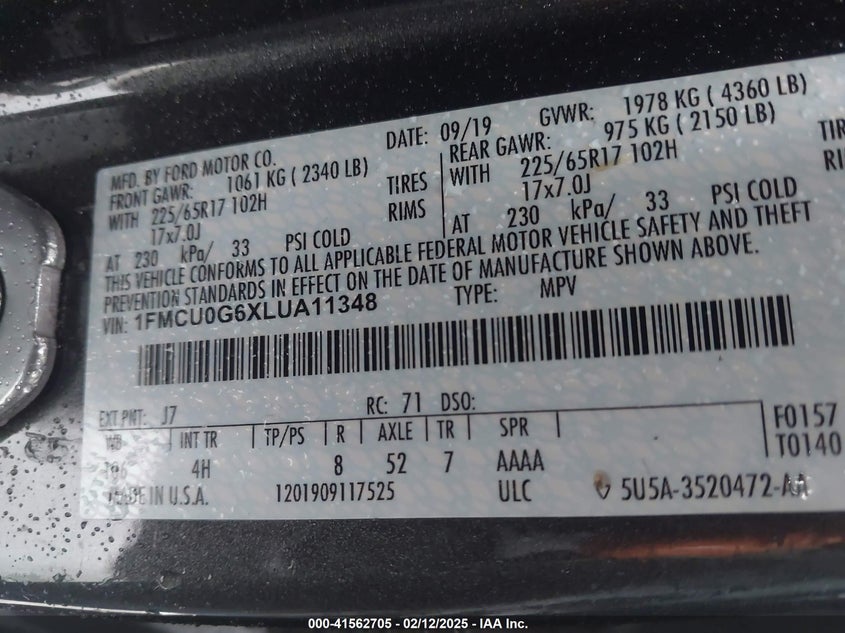 MFD. BY FORD MOTOR CO. DATE: 09/19 GVWR: 1978 KG ( 4360 LB)
FRONT GAWR: 1061 KG ( 2340 LB) REAR GAWR: 975 KG ( 2150 LB)
WITH 225/65R17 102H TIRES WITH 225/65R17 102H TIR
17x7.0J RIMS 17x7.0J RIM
AT 230 kPa/ 33 PSI COLD AT 230 kPa/ 33 PSI COLD
THIS VEHICLE CONFORMS TO ALL APPLICABLE FEDERAL MOTOR VEHICLE SAFETY AND THEFT
PREVENTION STANDARDS IN EFFECT ON THE DATE OF MANUFACTURE SHOWN ABOVE.
VIN: 1FMCU0G6XLUA11348 TYPE: MPV
EXT PNT: J7 RC: 71 DSO:
WB INT TR TP/PS R AXLE TR SPR F0157
4H 8 52 7 AAAA T0140
MADE IN U.S.A. 1201909117525 ULC 5U5A-3520472-AA
000-41562705 - 02/12/2025 - IAA Inc.